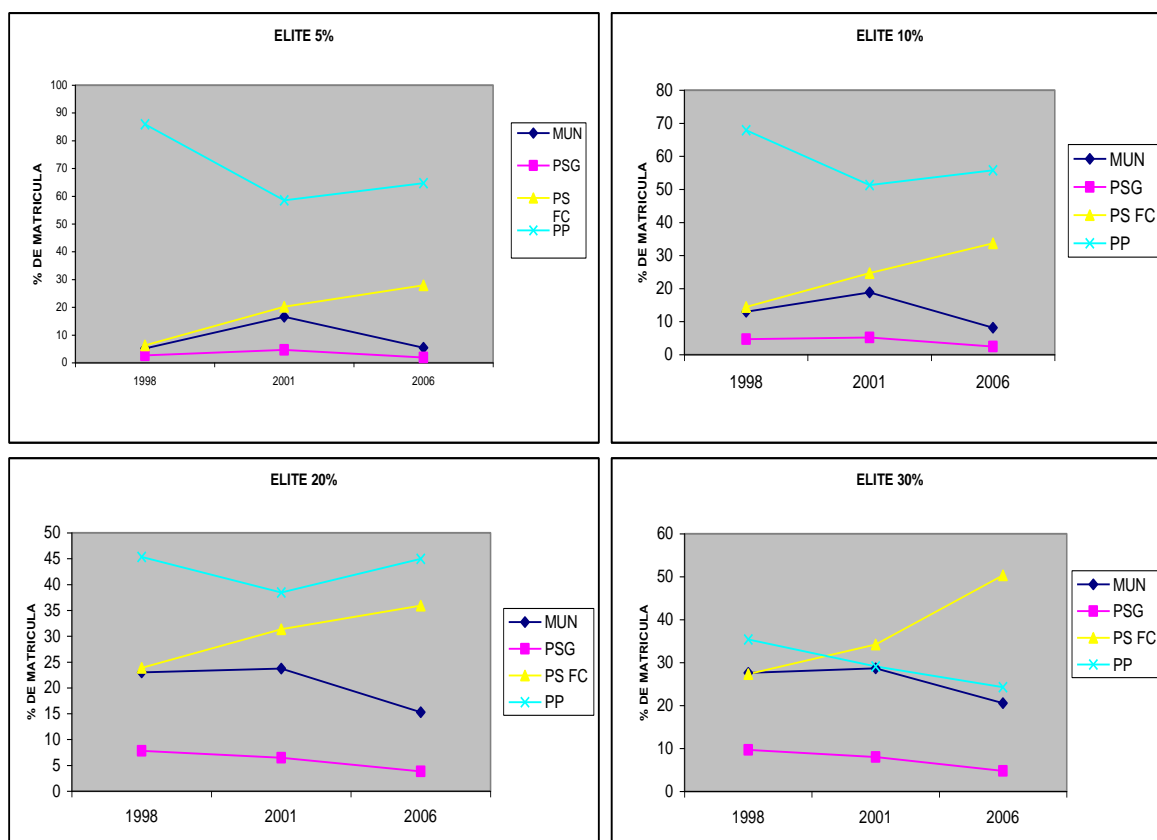 ELITE 5%
100
90
80
70
60
50
40
30
20
10
0
% DE MATRICULA
1998
2001
2006
MUN
PSG
PS
FC
PP
ELITE 10%
80
70
60
50
40
30
20
10
0
% DE MATRICULA
1998
2001
2006
MUN
PSG
PS FC
PP
ELITE 20%
50
45
40
35
30
25
20
15
10
5
0
% DE MATRICULA
1998
2001
2006
MUN
PSG
PS FC
PP
ELITE 30%
60
50
40
30
20
10
0
% DE MATRICULA
1998
2001
2006
MUN
PSG
PS FC
PP